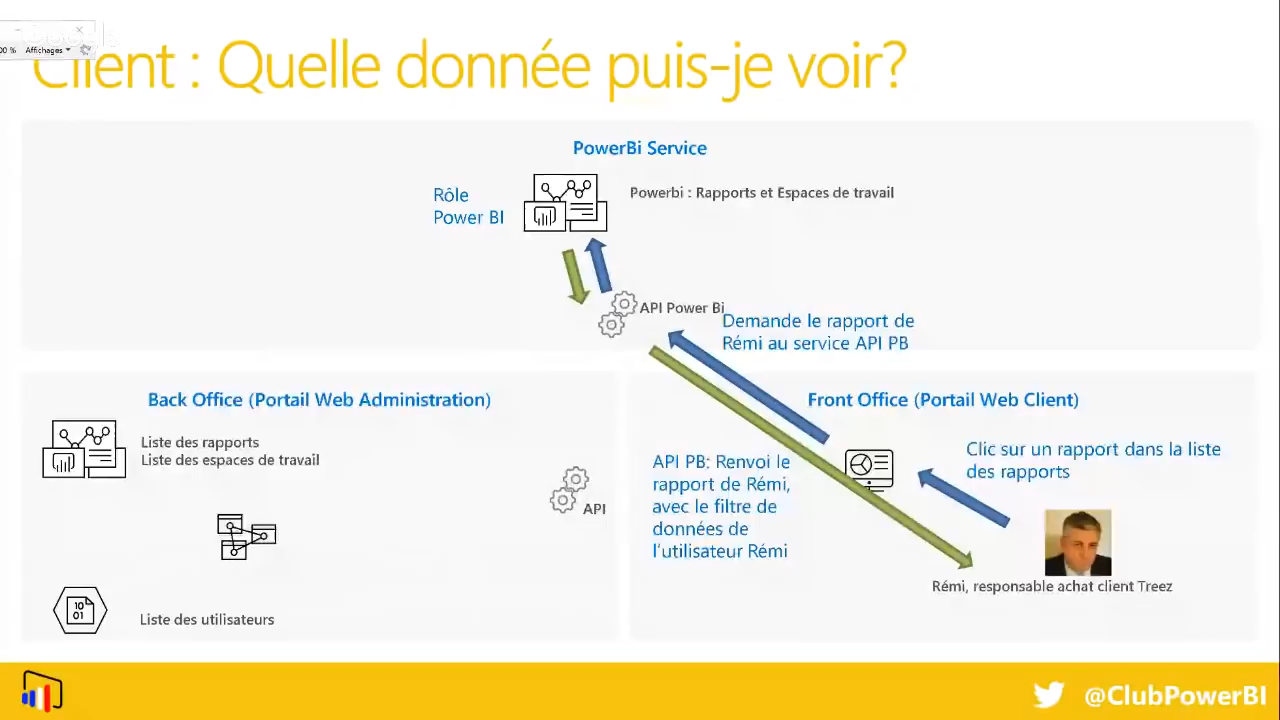 00 %
Affichages
Client : Quelle donnée puis-je voir?
PowerBi Service
Rôle
Power BI
Powerbi : Rapports et Espaces de travail
API Power Bi
Demande le rapport de
Rémi au service API PB
Back Office (Portail Web Administration)
Liste des rapports
Liste des espaces de travail
API
10
01
Liste des utilisateurs
Front Office (Portail Web Client)
API PB: Renvoi le
rapport de Rémi,
avec le filtre de
données de
l'utilisateur Rémi
Clic sur un rapport dans la liste
des rapports
Rémi, responsable achat client Treez
@ClubPowerBI